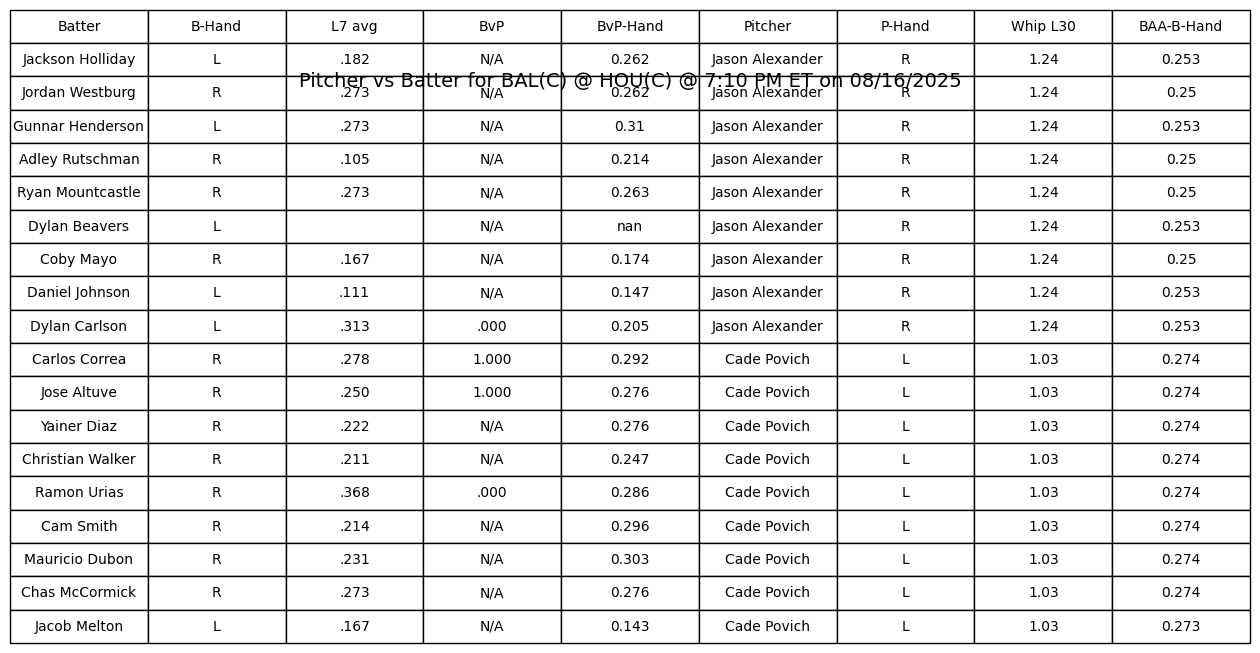 Batter B-Hand L7 avg BvP BvP-Hand Pitcher P-Hand Whip L30 BAA-B-Hand
Jackson Holliday L .182 N/A 0.262 Jason Alexander R 1.24 0.253
Pitcher vs Batter for BAL(C) @ HOU(C) @ 7:10 PM ET on 08/16/2025
Jordan Westburg R .273 N/A 0.262 Jason Alexander R 1.24 0.25
Gunnar Henderson L .273 N/A 0.31 Jason Alexander R 1.24 0.253
Adley Rutschman R .105 N/A 0.214 Jason Alexander R 1.24 0.25
Ryan Mountcastle R .273 N/A 0.263 Jason Alexander R 1.24 0.25
Dylan Beavers L N/A nan Jason Alexander R 1.24 0.253
Coby Mayo R .167 N/A 0.174 Jason Alexander R 1.24 0.25
Daniel Johnson L .111 N/A 0.147 Jason Alexander R 1.24 0.253
Dylan Carlson L .313 .000 0.205 Jason Alexander R 1.24 0.253
Carlos Correa R .278 1.000 0.292 Cade Povich L 1.03 0.274
Jose Altuve R .250 1.000 0.276 Cade Povich L 1.03 0.274
Yainer Diaz R .222 N/A 0.276 Cade Povich L 1.03 0.274
Christian Walker R .211 N/A 0.247 Cade Povich L 1.03 0.274
Ramon Urias R .368 .000 0.286 Cade Povich L 1.03 0.274
Cam Smith R .214 N/A 0.296 Cade Povich L 1.03 0.274
Mauricio Dubon R .231 N/A 0.303 Cade Povich L 1.03 0.274
Chas McCormick R .273 N/A 0.276 Cade Povich L 1.03 0.274
Jacob Melton L .167 N/A 0.143 Cade Povich L 1.03 0.273